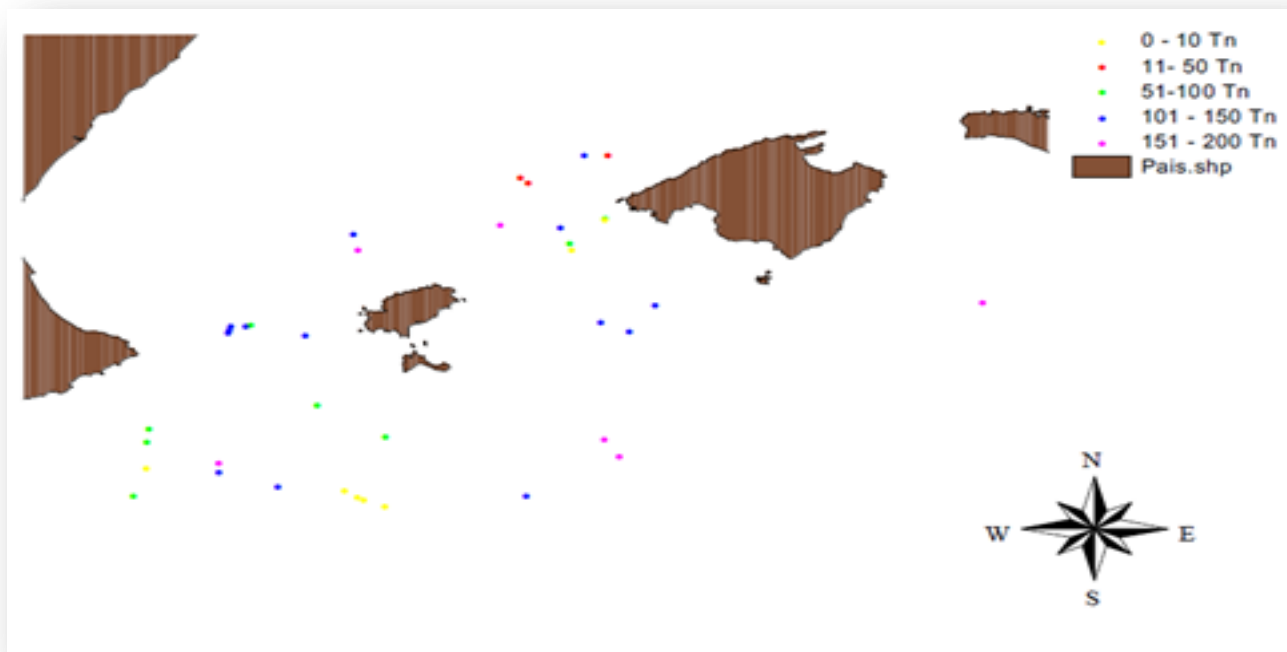 0 - 10 Tn
11- 50 Tn
51-100 Tn
101 - 150 Tn
151 - 200 Tn
Pais.shp
N
W E
S